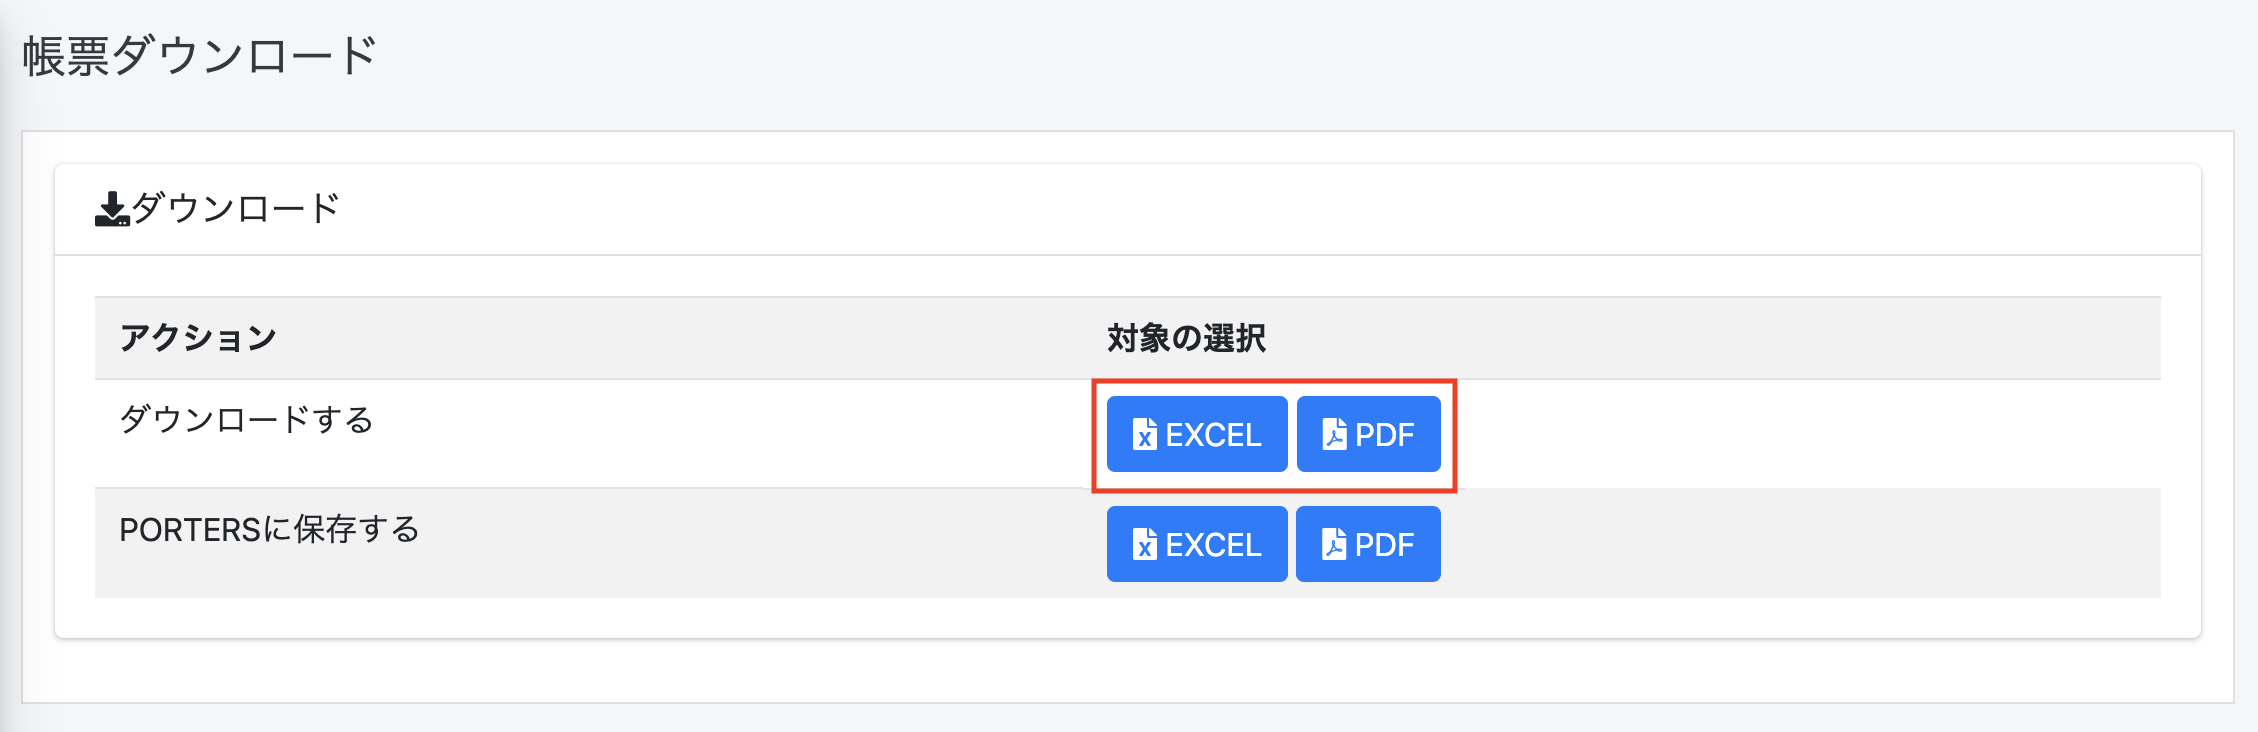 帳票ダウンロード
ダウンロード
アクション 対象の選択
ダウンロードする EXCEL PDF
PORTERSに保存する EXCEL PDF